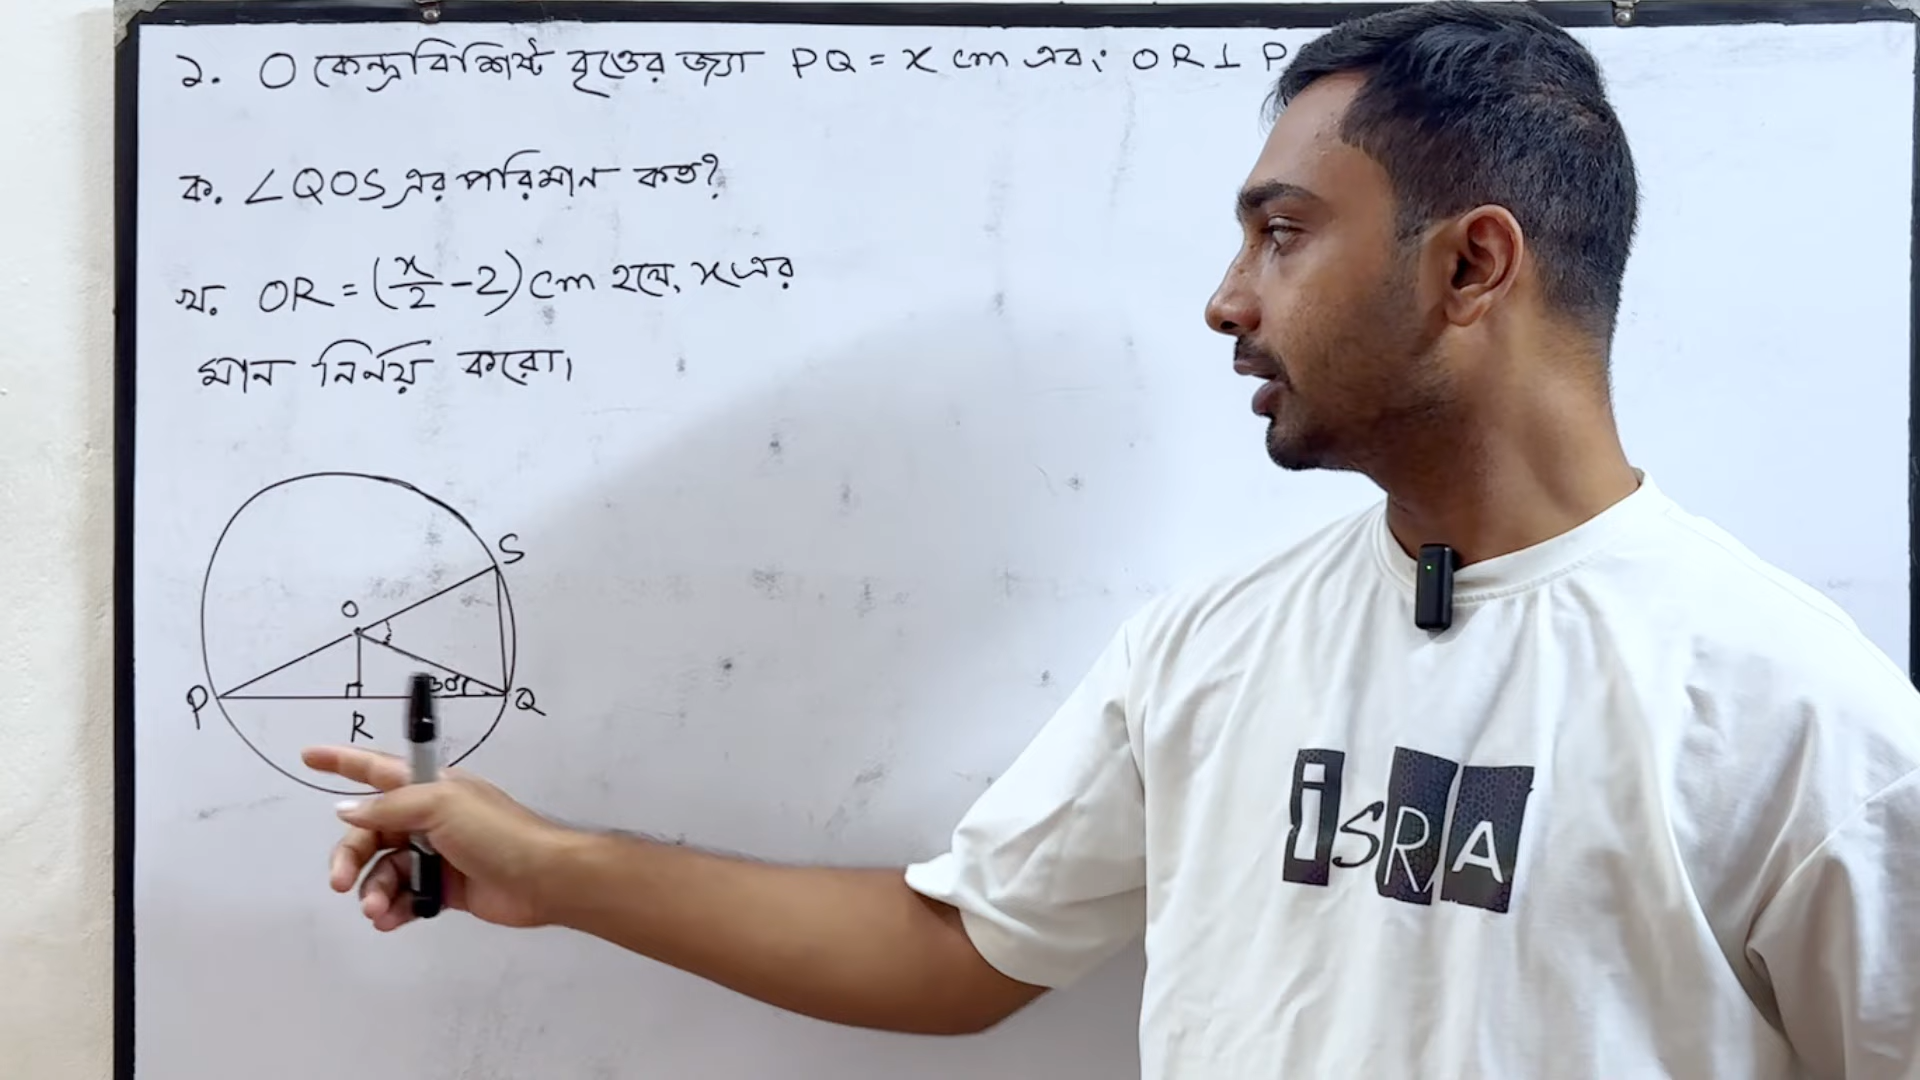 ১. O কেন্দ্রবিশিষ্ট বৃত্তের জ্যা PQ = x cm এবং OR ⊥ P
ক. ∠QOS এর পরিমান কত?
খ. OR = (x/2 - 2) cm হলে, x এর
মান নির্নয় করো।
S
O
30°
P
Q
R
iSRA